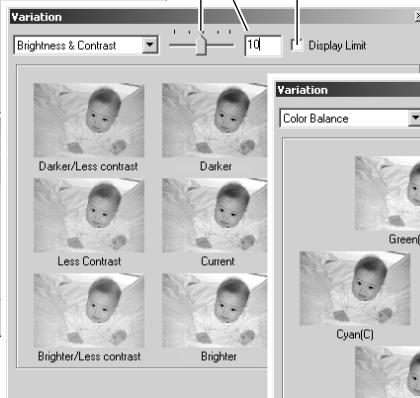 Variation
Brightness & Contrast
10
Display Limit
Darker/Less contrast
Darker
Less Contrast
Current
Brighter/Less contrast
Brighter
Variation
Color Balance
Green(
Cyan(C)